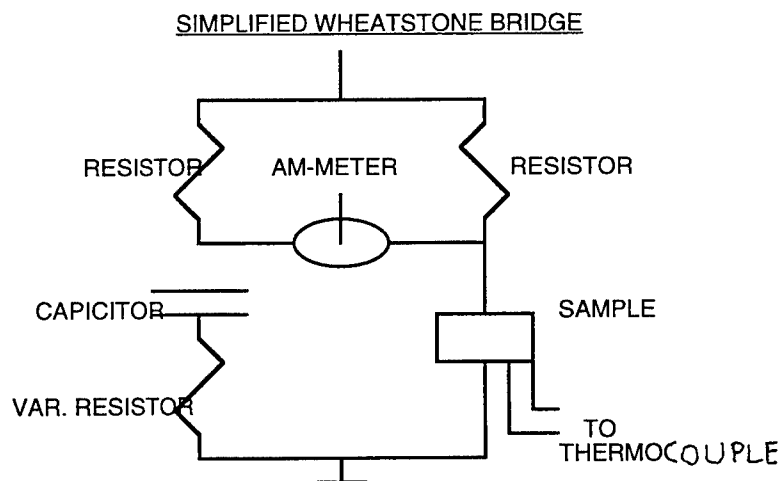 SIMPLIFIED WHEATSTONE BRIDGE
RESISTOR
AM-METER
RESISTOR
CAPICITOR
SAMPLE
VAR. RESISTOR
TO
THERMOCOUPLE